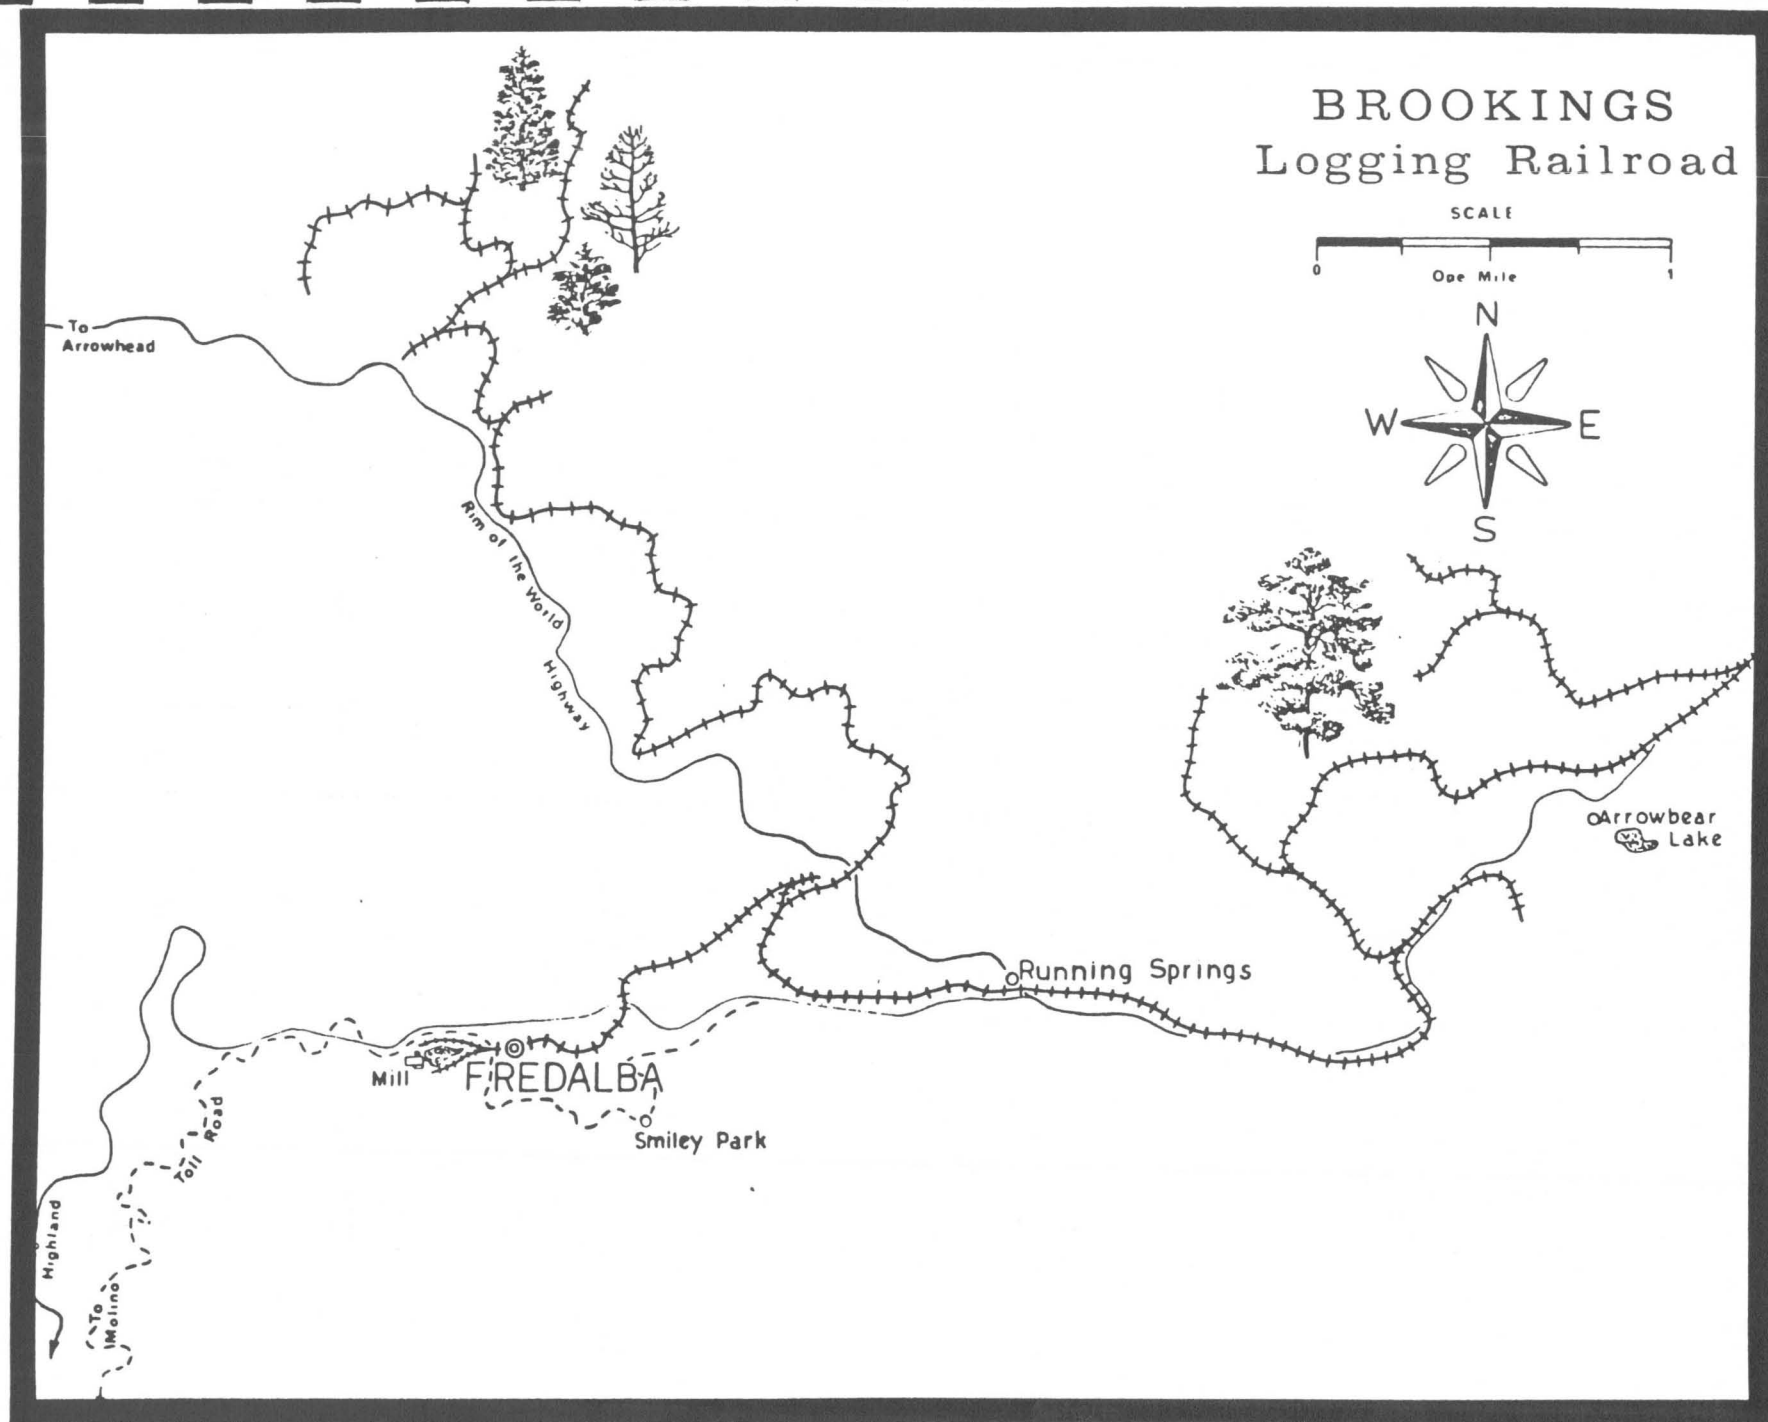 BROOKINGS
Logging Railroad
SCALE
0 1
One Mile
N
W E
S
To
Arrowhead
Rim of the World
Highway
Arrowbear
Lake
Running Springs
Mill
FREDALBA
Smiley Park
Toll Road
Highland
To
Molino